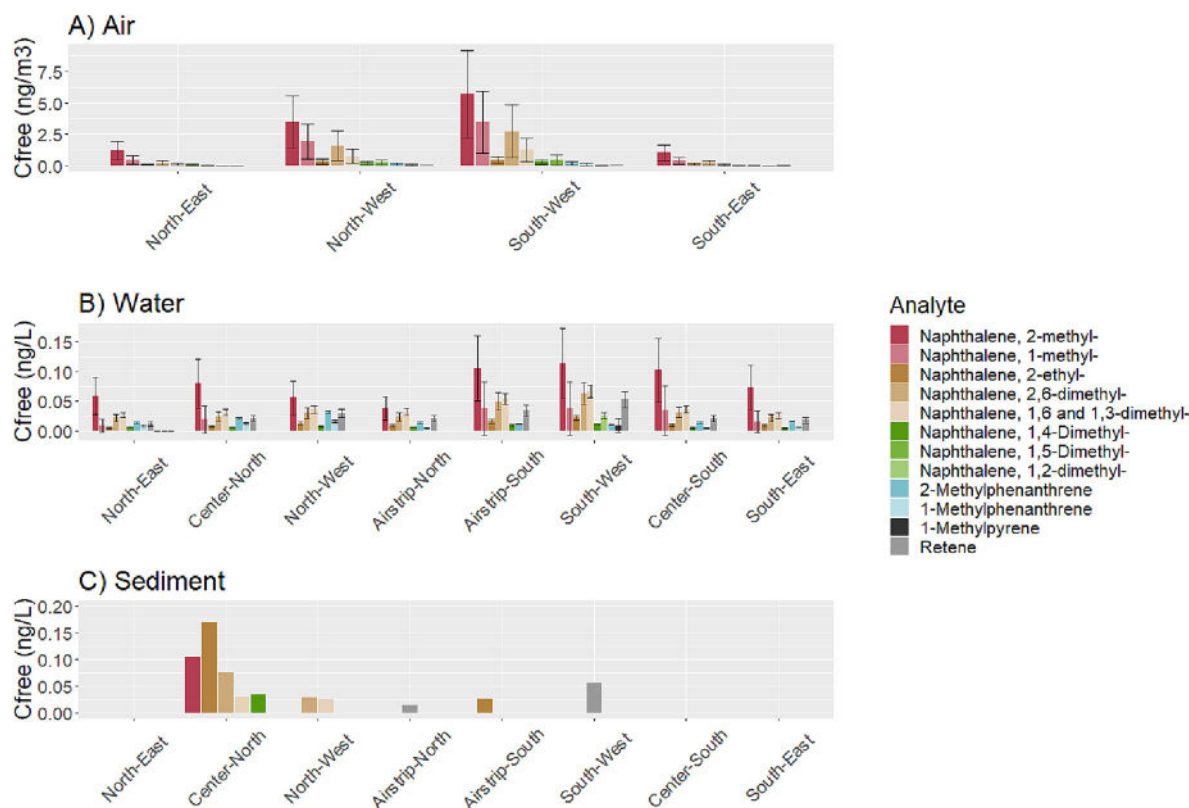 A) Air
Cfree (ng/m3)
7.5
5.0
2.5
0.0
North-East
North-West
South-West
South-East
B) Water
Cfree (ng/L)
0.15
0.10
0.05
0.00
North-East
Center-North
North-West
Airstrip-North
Airstrip-South
South-West
Center-South
South-East
Analyte
Naphthalene, 2-methyl-
Naphthalene, 1-methyl-
Naphthalene, 2-ethyl-
Naphthalene, 2,6-dimethyl-
Naphthalene, 1,6 and 1,3-dimethyl-
Naphthalene, 1,4-Dimethyl-
Naphthalene, 1,5-Dimethyl-
Naphthalene, 1,2-dimethyl-
2-Methylphenanthrene
1-Methylphenanthrene
1-Methylpyrene
Retene
C) Sediment
Cfree (ng/L)
0.20
0.15
0.10
0.05
0.00
North-East
Center-North
North-West
Airstrip-North
Airstrip-South
South-West
Center-South
South-East